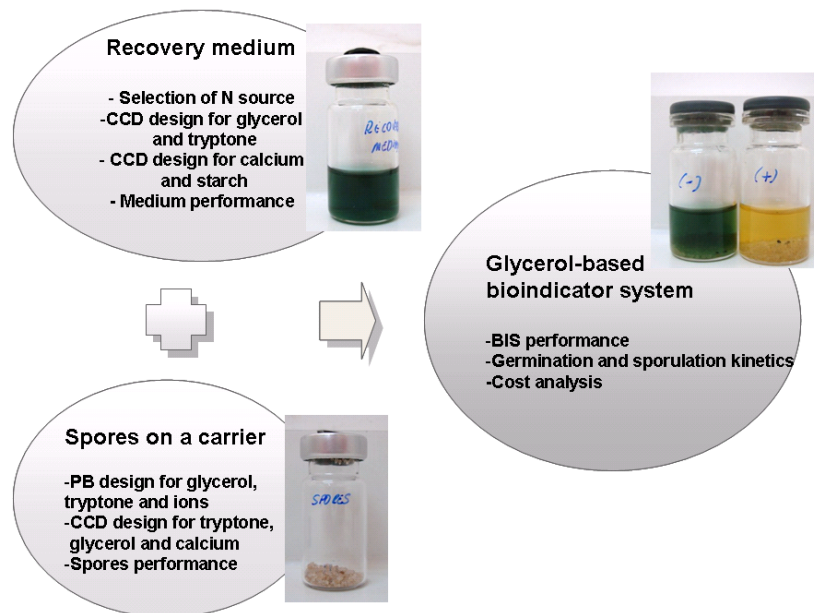 Recovery medium
- Selection of N source
-CCD design for glycerol
and tryptone
- CCD design for calcium
and starch
- Medium performance
RECOVE
MEDIUM
Spores on a carrier
-PB design for glycerol,
tryptone and ions
-CCD design for tryptone,
glycerol and calcium
-Spores performance
SPORES
(-)
(+)
Glycerol-based
bioindicator system
-BIS performance
-Germination and sporulation kinetics
-Cost analysis